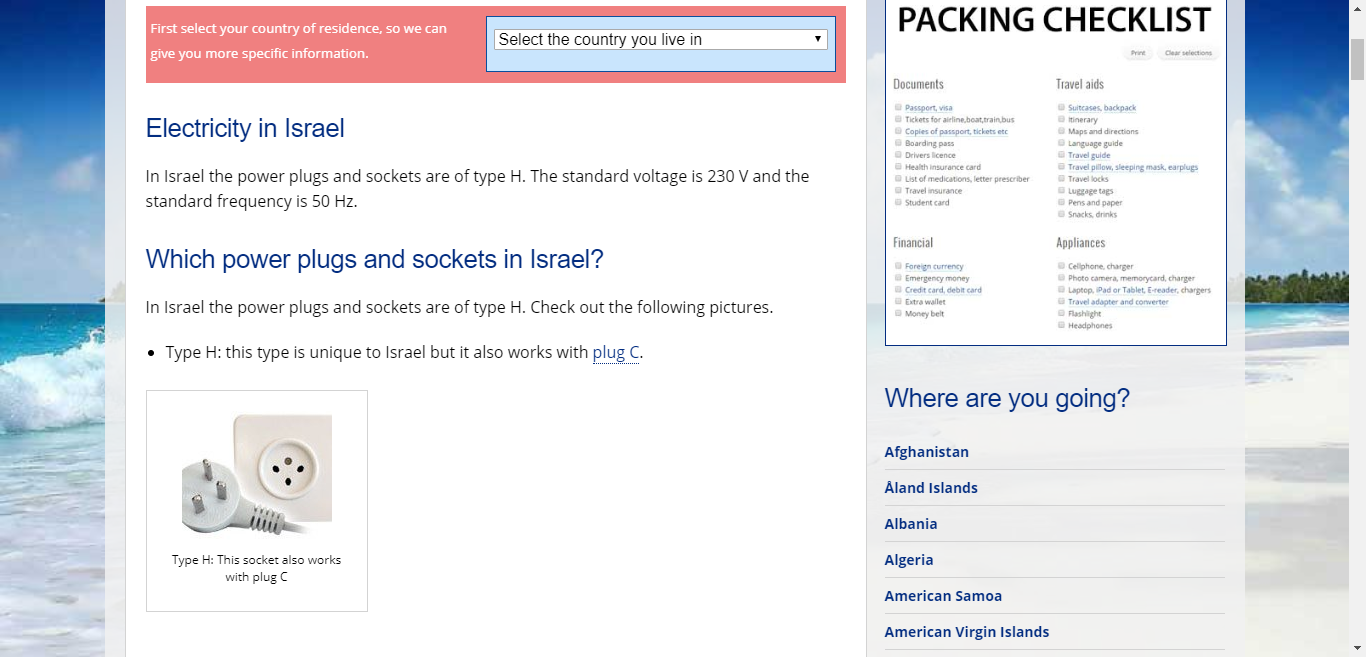 First select your country of residence, so we can
give you more specific information.
Select the country you live in
Electricity in Israel
In Israel the power plugs and sockets are of type H. The standard voltage is 230 V and the
standard frequency is 50 Hz.
Which power plugs and sockets in Israel?
In Israel the power plugs and sockets are of type H. Check out the following pictures.
Type H: this type is unique to Israel but it also works with plug C.
Type H: This socket also works
with plug C
PACKING CHECKLIST
Print
Clear selections
Documents
Passport, visa
Tickets for airline,boat,train,bus
Copies of passport, tickets etc
Boarding pass
Drivers licence
Health insurance card
List of medications, letter prescriber
Travel insurance
Student card
Travel aids
Suitcases, backpack
Itinerary
Maps and directions
Language guide
Travel guide
Travel pillow, sleeping mask, earplugs
Travel locks
Luggage tags
Pens and paper
Snacks, drinks
Financial
Foreign currency
Emergency money
Credit card, debit card
Extra wallet
Money belt
Appliances
Cellphone, charger
Photo camera, memorycard, charger
Laptop, iPad or Tablet, E-reader, chargers
Travel adapter and converter
Flashlight
Headphones
Where are you going?
Afghanistan
Åland Islands
Albania
Algeria
American Samoa
American Virgin Islands